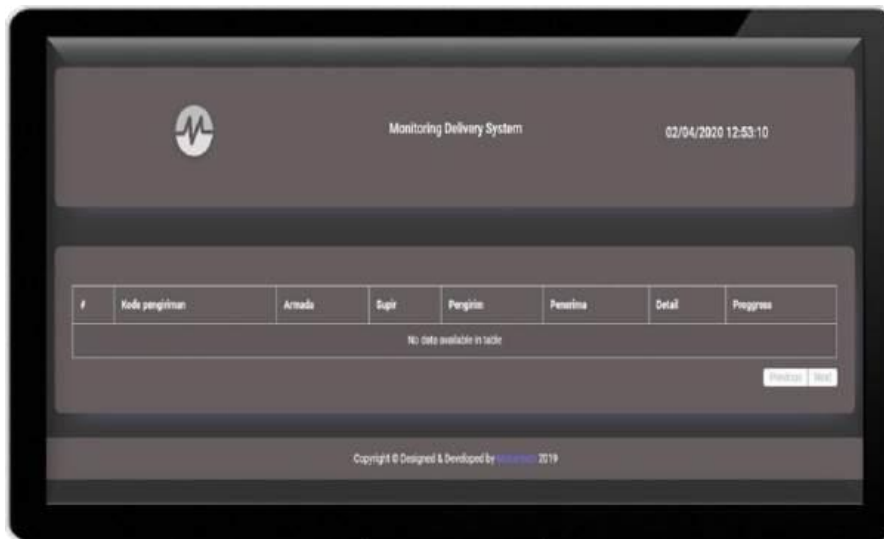 Monitoring Delivery System
02/04/2020 12:53:10
# Kode pengiriman Armada Supir Pengirim Penerima Detail Proggress
No data available in table
Previous Next
Copyright © Designed & Developed by 2019